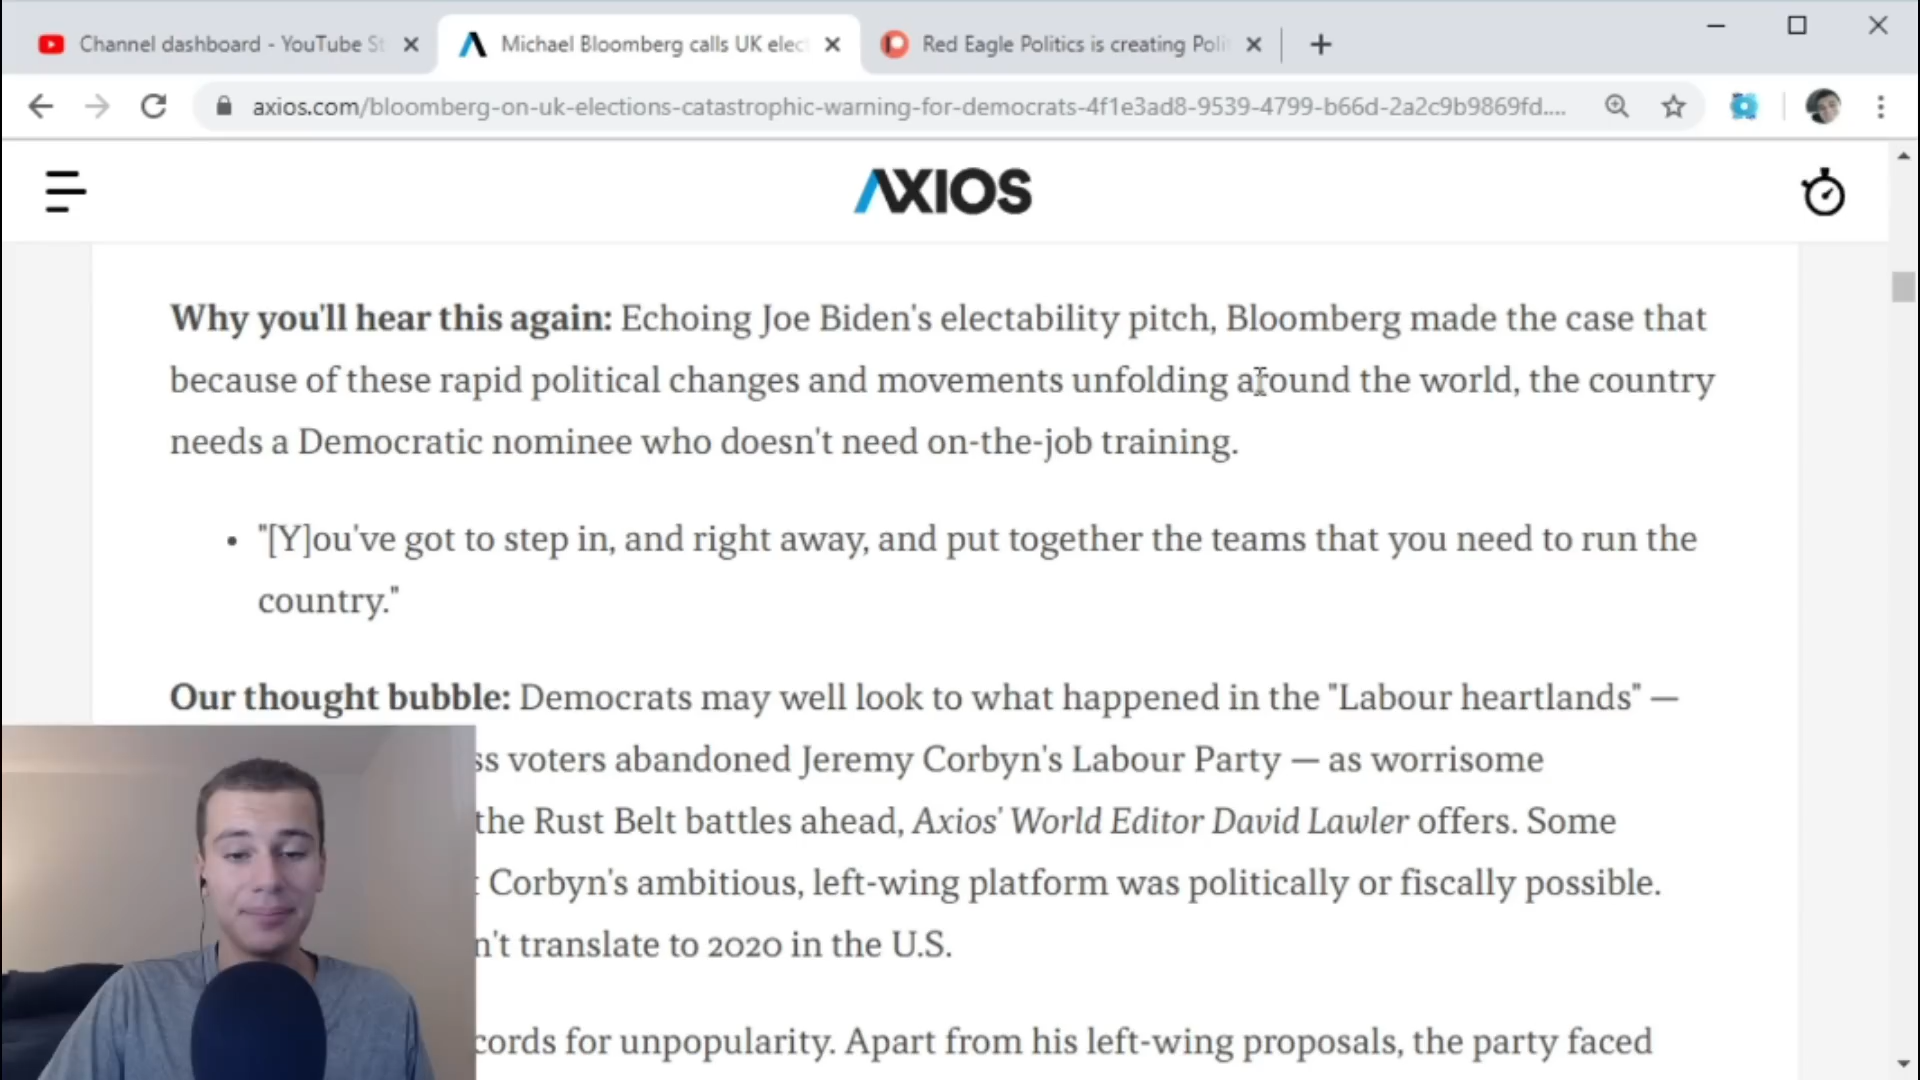 Channel dashboard - YouTube St
Michael Bloomberg calls UK elec
Red Eagle Politics is creating Poli
axios.com/bloomberg-on-uk-elections-catastrophic-warning-for-democrats-4f1e3ad8-9539-4799-b66d-2a2c9b9869fd....
AXIOS
Why you'll hear this again: Echoing Joe Biden's electability pitch, Bloomberg made the case that
because of these rapid political changes and movements unfolding around the world, the country
needs a Democratic nominee who doesn't need on-the-job training.
• "[Y]ou've got to step in, and right away, and put together the teams that you need to run the
country."
Our thought bubble: Democrats may well look to what happened in the "Labour heartlands" —
ss voters abandoned Jeremy Corbyn's Labour Party — as worrisome
the Rust Belt battles ahead, Axios' World Editor David Lawler offers. Some
Corbyn's ambitious, left-wing platform was politically or fiscally possible.
n't translate to 2020 in the U.S.
cords for unpopularity. Apart from his left-wing proposals, the party faced